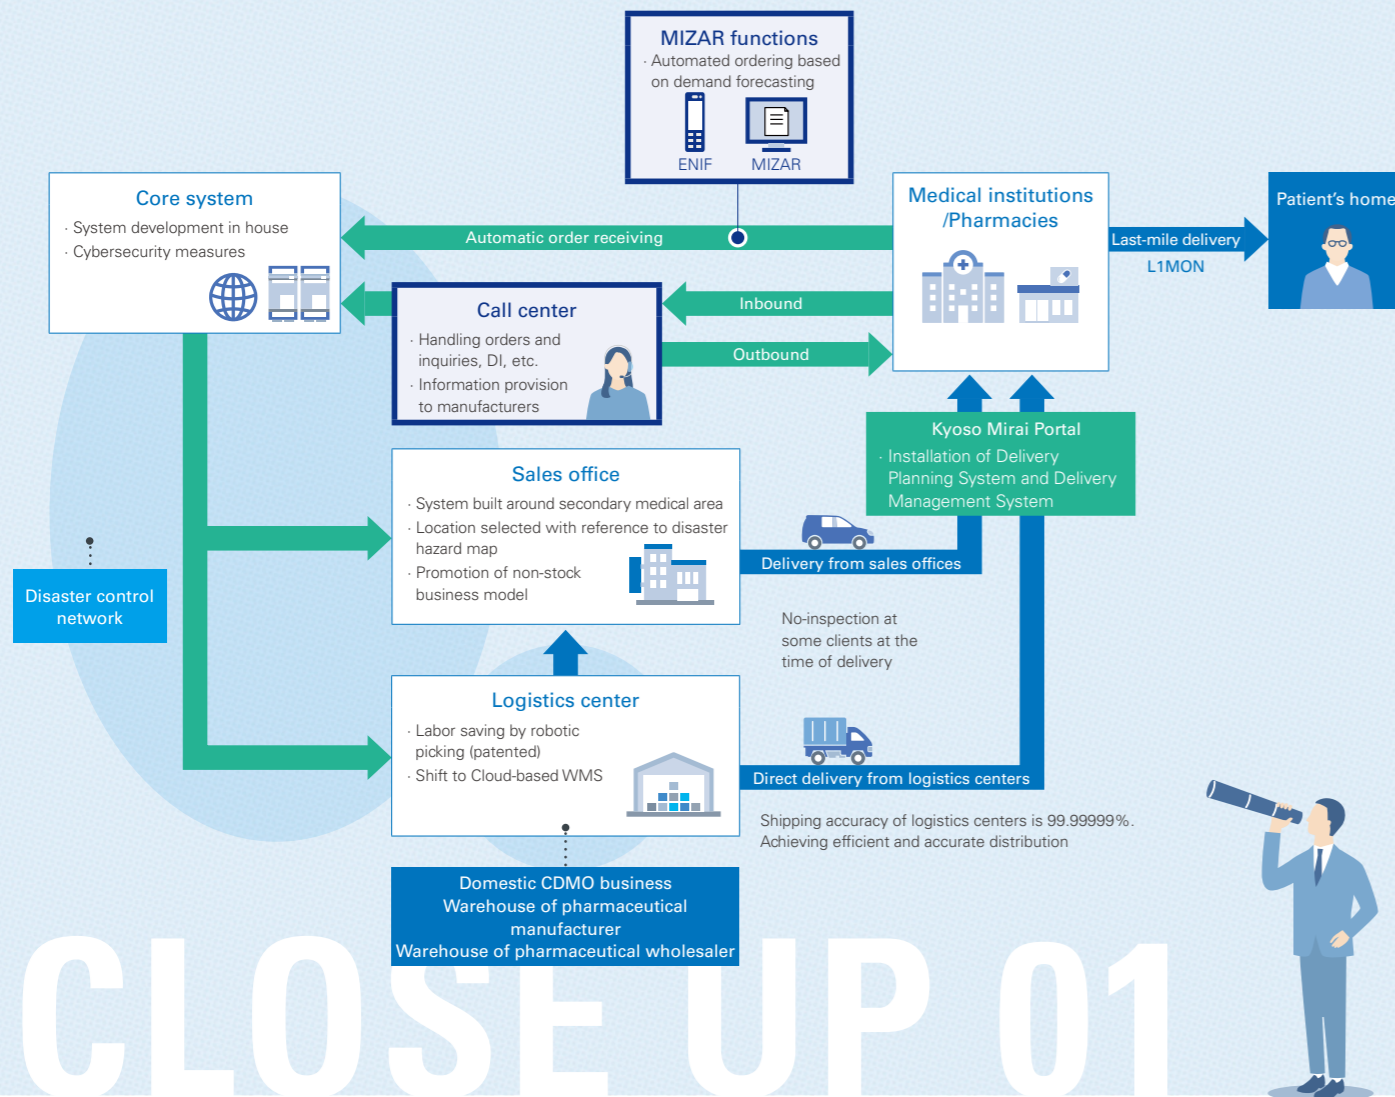 MIZAR functions
· Automated ordering based
on demand forecasting
ENIF
MIZAR
Core system
· System development in house
· Cybersecurity measures
Automatic order receiving
Medical institutions
/Pharmacies
Last-mile delivery
L1MON
Patient's home
Call center
· Handling orders and
inquiries, DI, etc.
· Information provision
to manufacturers
Inbound
Outbound
Kyoso Mirai Portal
· Installation of Delivery
Planning System and Delivery
Management System
Sales office
· System built around secondary medical area
· Location selected with reference to disaster
hazard map
· Promotion of non-stock
business model
Delivery from sales offices
Disaster control
network
No-inspection at
some clients at the
time of delivery
Logistics center
· Labor saving by robotic
picking (patented)
· Shift to Cloud-based WMS
Direct delivery from logistics centers
Shipping accuracy of logistics centers is 99.99999%.
Achieving efficient and accurate distribution
Domestic CDMO business
Warehouse of pharmaceutical
manufacturer
Warehouse of pharmaceutical wholesaler
CLOSE UP 01